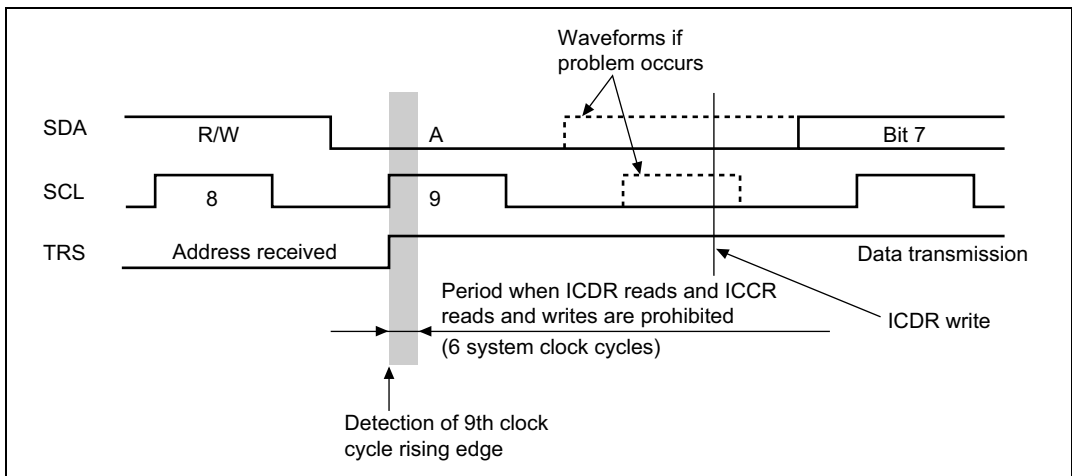 Waveforms if
problem occurs
SDA
R/W
A
Bit 7
SCL
8
9
TRS
Address received
Data transmission
Period when ICDR reads and ICCR
reads and writes are prohibited
(6 system clock cycles)
ICDR write
Detection of 9th clock
cycle rising edge